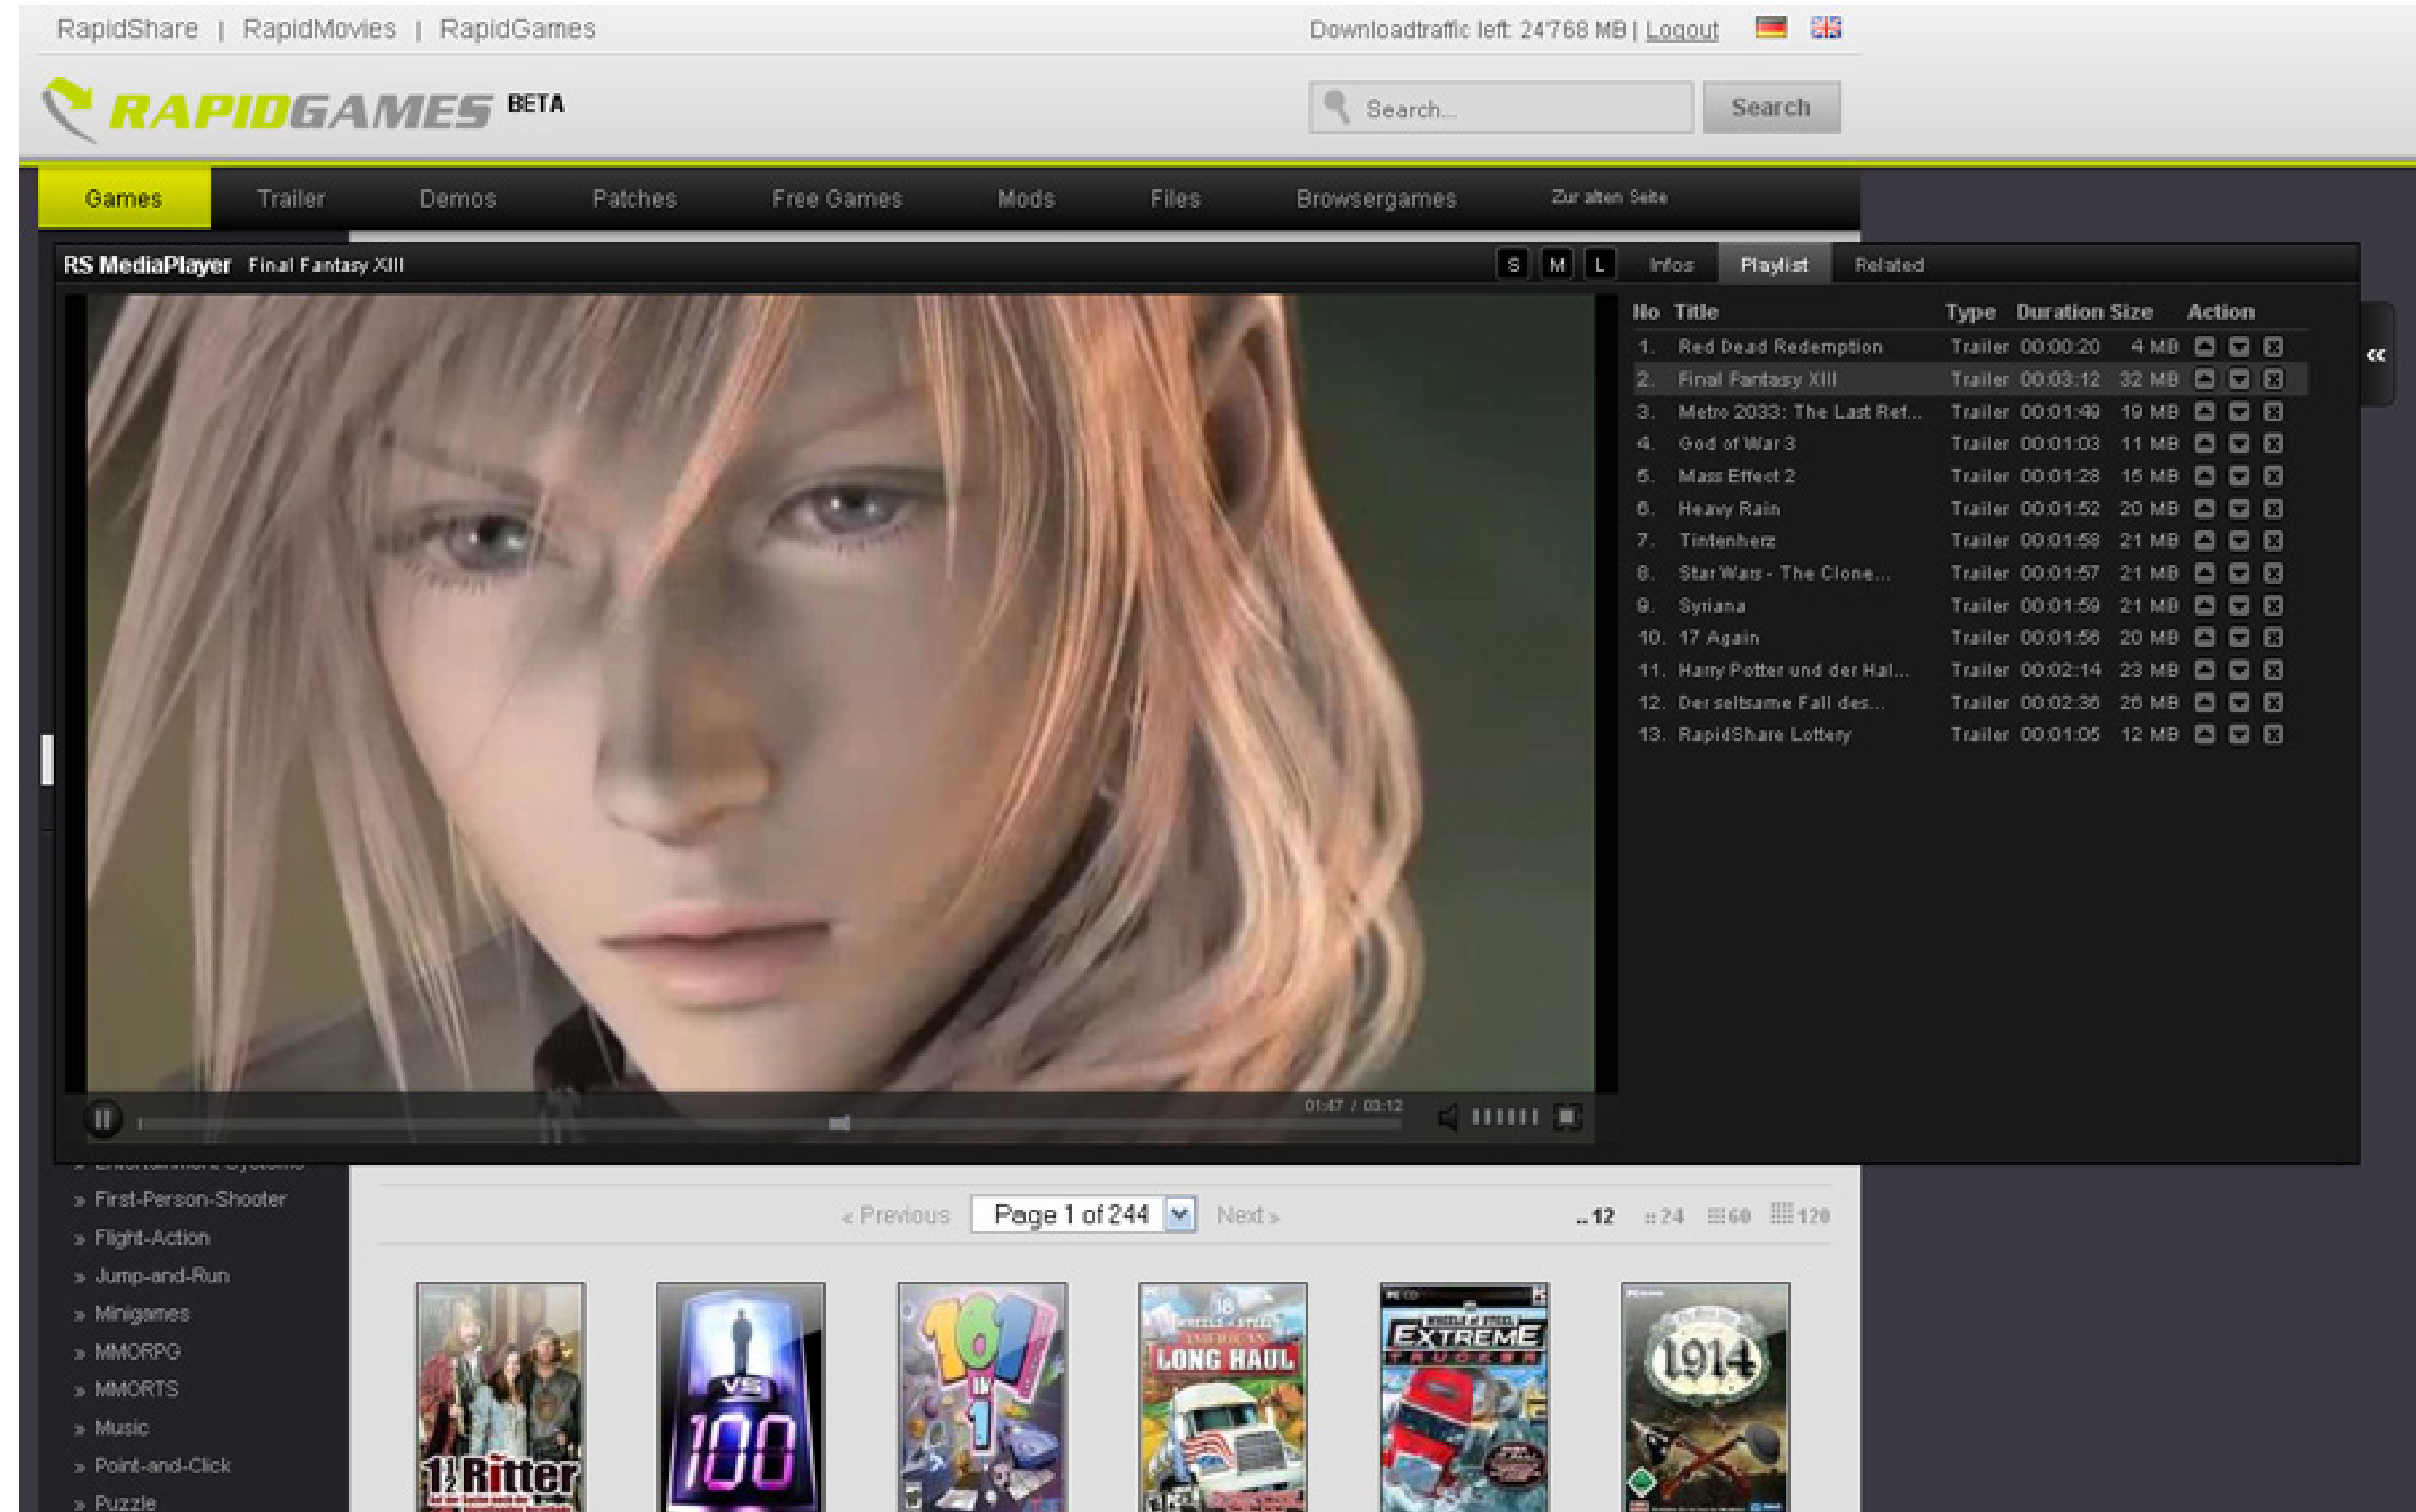 RapidShare | RapidMovies | RapidGames
Downloadtraffic left: 24'768 MB | Logout
RAPIDGAMES BETA
Search...
Search
Games Trailer Demos Patches Free Games Mods Files Browsergames Zur alten Seite
RS MediaPlayer Final Fantasy XIII
S M L Infos Playlist Related
No Title Type Duration Size Action
1. Red Dead Redemption Trailer 00:00:20 4 MB
2. Final Fantasy XIII Trailer 00:03:12 32 MB
3. Metro 2033: The Last Ref... Trailer 00:01:49 19 MB
4. God of War 3 Trailer 00:01:03 11 MB
5. Mass Effect 2 Trailer 00:01:28 15 MB
6. Heavy Rain Trailer 00:01:52 20 MB
7. Tintenherz Trailer 00:01:58 21 MB
8. Star Wars - The Clone... Trailer 00:01:57 21 MB
9. Syriana Trailer 00:01:59 21 MB
10. 17 Again Trailer 00:01:56 20 MB
11. Harry Potter und der Hal... Trailer 00:02:14 23 MB
12. Der seltsame Fall des... Trailer 00:02:36 26 MB
13. RapidShare Lottery Trailer 00:01:05 12 MB
«
01:47 / 03:12
» Entertainment-Systems
» First-Person-Shooter
» Flight-Action
» Jump-and-Run
» Minigames
» MMORPG
» MMORTS
» Music
» Point-and-Click
» Puzzle
« Previous Page 1 of 244 Next »
12 24 60 120
1½ Ritter
VS
100
101
IN
1
18
WHEELS of STEEL
AMERICAN
LONG HAUL
WHEELS of STEEL
EXTREME
TRUCKER
1914